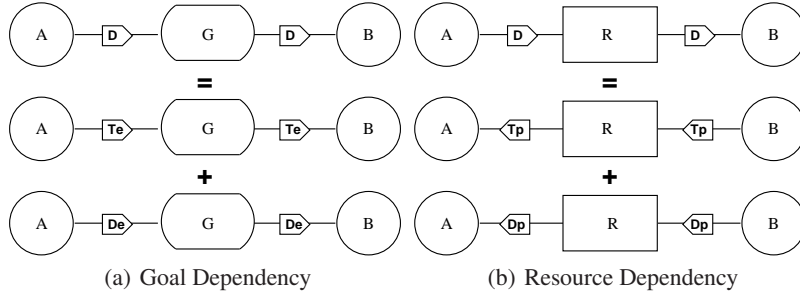 A D G D B
=
A Te G Te B
+
A De G De B
(a) Goal Dependency
A D R D B
=
A Tp R Tp B
+
A Dp R Dp B
(b) Resource Dependency